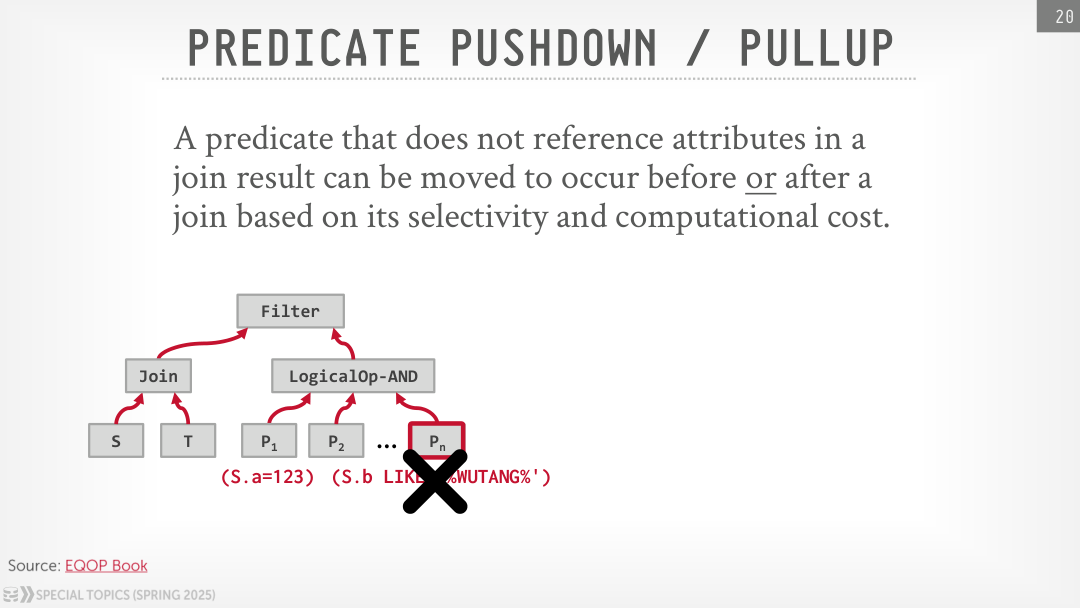 20
PREDICATE PUSHDOWN / PULLUP
A predicate that does not reference attributes in a
join result can be moved to occur before or after a
join based on its selectivity and computational cost.
Filter
Join
LogicalOp-AND
S
T
P1
P2
...
Pn
(S.a=123)
(S.b LIKE '%WUTANG%')
Source: EQOP Book
SPECIAL TOPICS (SPRING 2025)